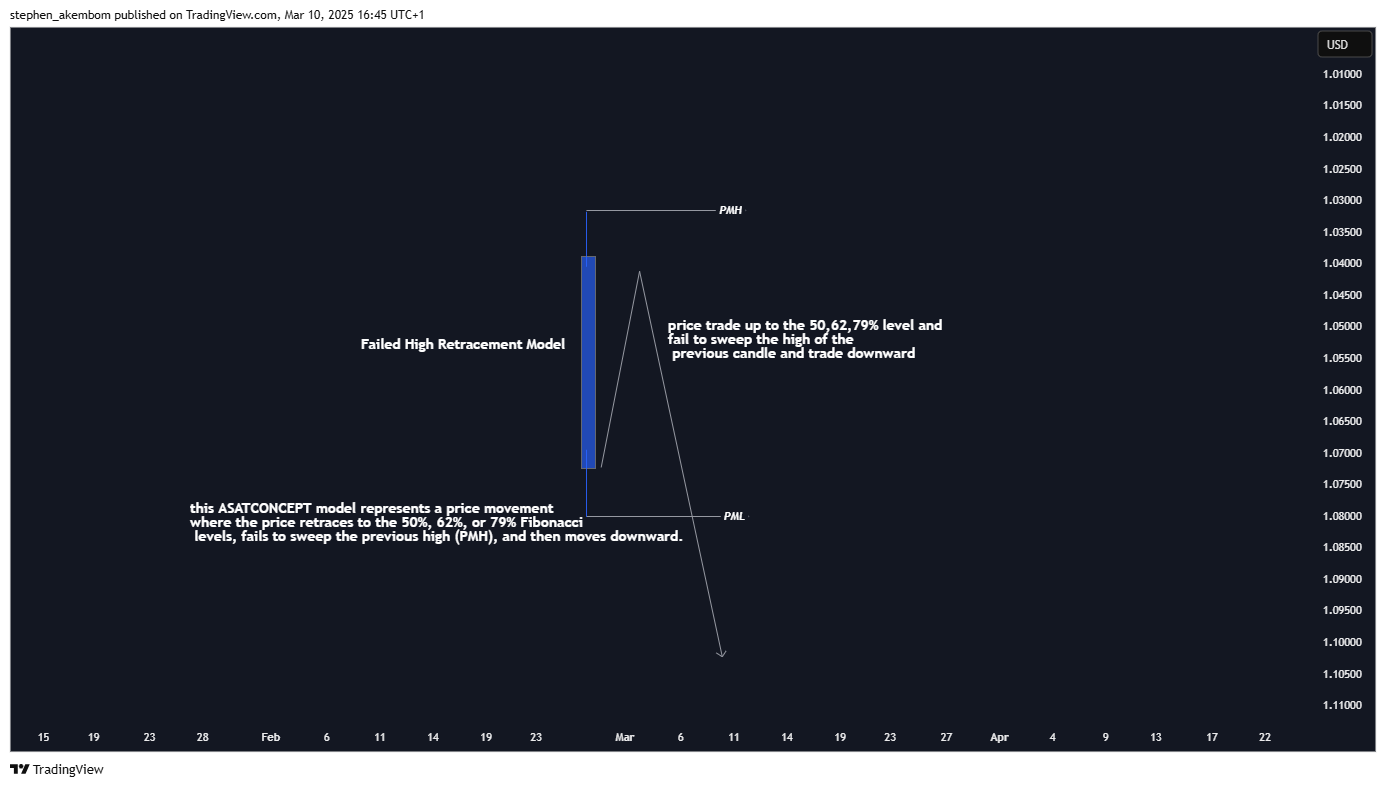 stephen_akembom published on TradingView.com, Mar 10, 2025 16:45 UTC+1
USD
1.01000
1.01500
1.02000
1.02500
1.03000
PMH
1.03500
1.04000
1.04500
1.05000
price trade up to the 50,62,79% level and
fail to sweep the high of the
previous candle and trade downward
Failed High Retracement Model
1.05500
1.06000
1.06500
1.07000
1.07500
this ASATCONCEPT model represents a price movement
where the price retraces to the 50%, 62%, or 79% Fibonacci
levels, fails to sweep the previous high (PMH), and then moves downward.
PML
1.08000
1.08500
1.09000
1.09500
1.10000
1.10500
1.11000
15 19 23 28 Feb 6 11 14 19 23 Mar 6 11 14 19 23 27 Apr 4 9 13 17 22
TradingView